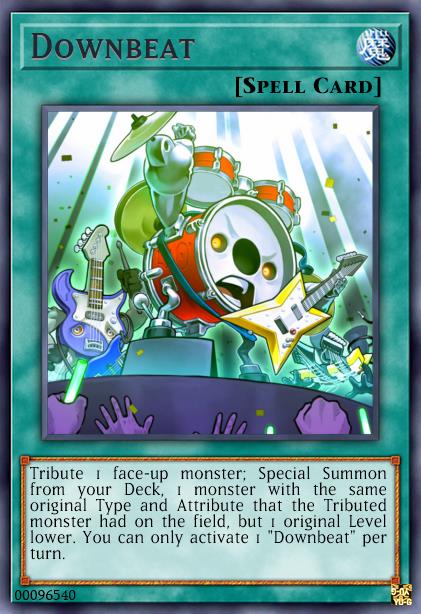 DOWNBEAT
魔
[SPELL CARD]
Tribute 1 face-up monster; Special Summon
from your Deck, 1 monster with the same
original Type and Attribute that the Tributed
monster had on the field, but 1 original Level
lower. You can only activate 1 "Downbeat" per
turn.
00096540